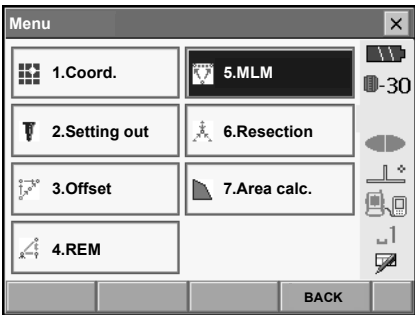 Menu
1.Coord.
5.MLM
-30
2.Setting out
6.Resection
3.Offset
7.Area calc.
4.REM
1
BACK